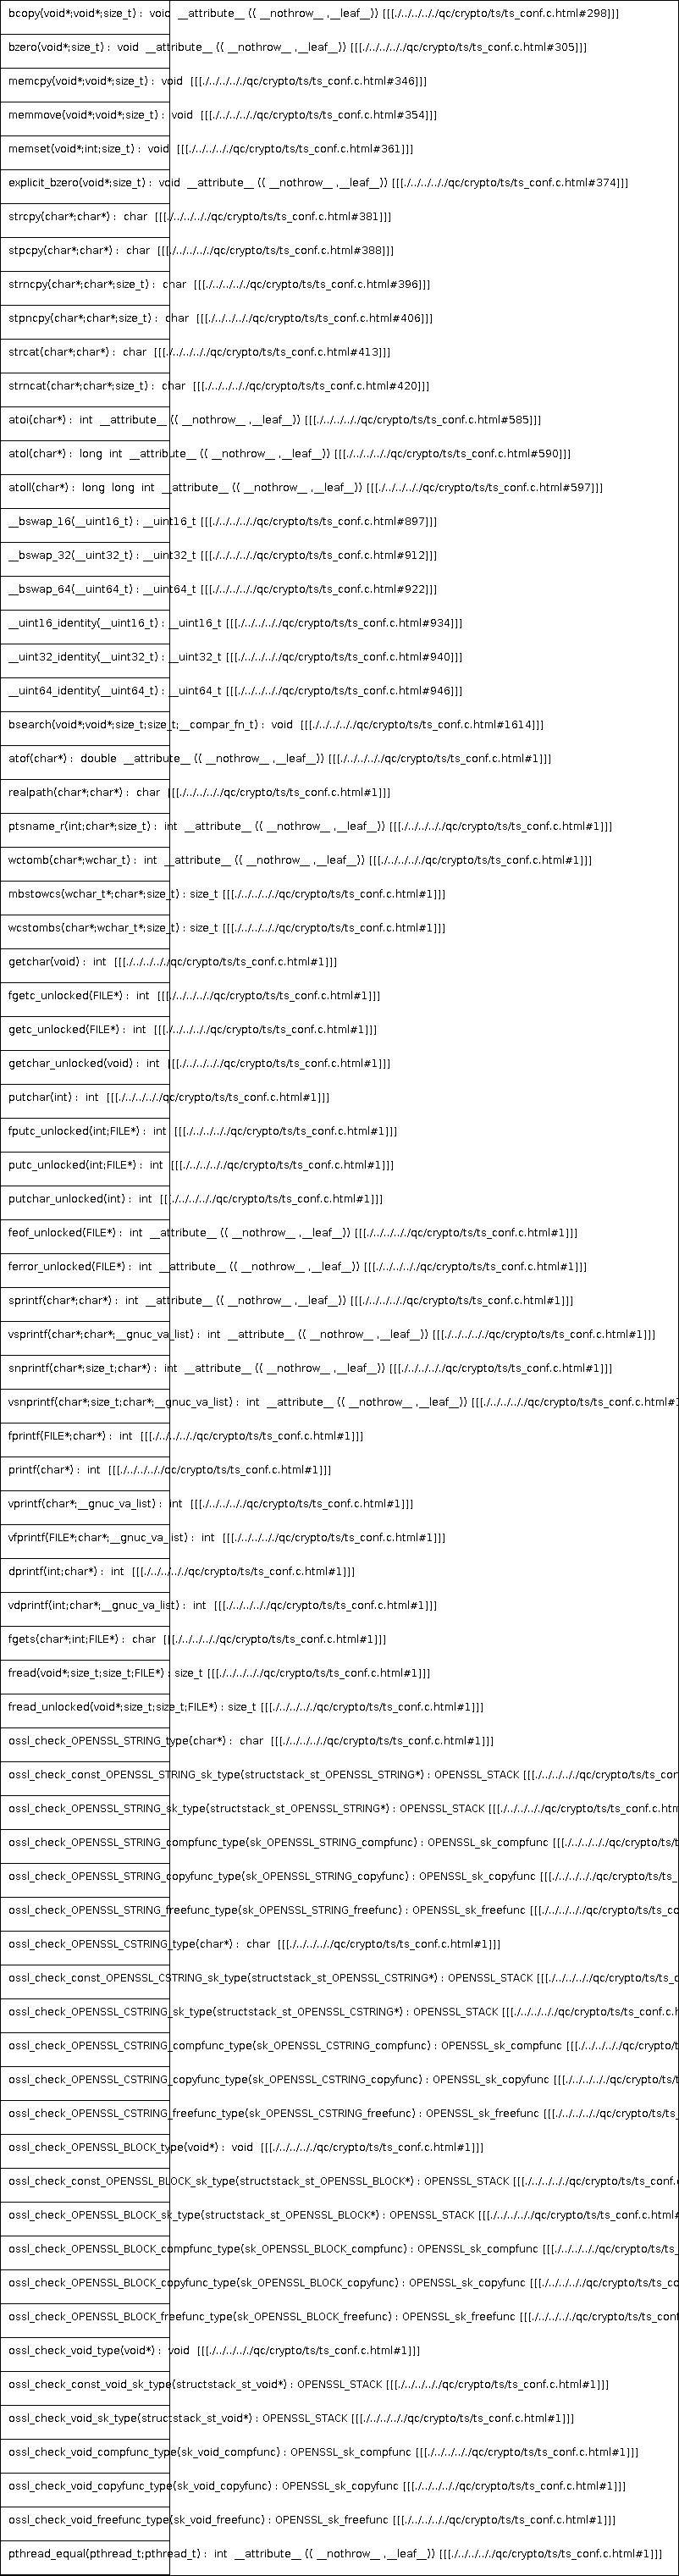 bcopy(void*;void*;size_t) :  void  __attribute__ (( __nothrow__ ,__leaf__)) [[[./../../../././qc/crypto/ts/ts_conf.c.html#298]]]
bzero(void*;size_t) :  void  __attribute__ (( __nothrow__ ,__leaf__)) [[[./../../../././qc/crypto/ts/ts_conf.c.html#305]]]
memcpy(void*;void*;size_t) :  void  [[[./../../../././qc/crypto/ts/ts_conf.c.html#346]]]
memmove(void*;void*;size_t) :  void  [[[./../../../././qc/crypto/ts/ts_conf.c.html#354]]]
memset(void*;int;size_t) :  void  [[[./../../../././qc/crypto/ts/ts_conf.c.html#361]]]
explicit_bzero(void*;size_t) :  void  __attribute__ (( __nothrow__ ,__leaf__)) [[[./../../../././qc/crypto/ts/ts_conf.c.html#374]]]
strcpy(char*;char*) :  char  [[[./../../../././qc/crypto/ts/ts_conf.c.html#381]]]
stpcpy(char*;char*) :  char  [[[./../../../././qc/crypto/ts/ts_conf.c.html#388]]]
strncpy(char*;char*;size_t) :  char  [[[./../../../././qc/crypto/ts/ts_conf.c.html#396]]]
stpncpy(char*;char*;size_t) :  char  [[[./../../../././qc/crypto/ts/ts_conf.c.html#406]]]
strcat(char*;char*) :  char  [[[./../../../././qc/crypto/ts/ts_conf.c.html#413]]]
strncat(char*;char*;size_t) :  char  [[[./../../../././qc/crypto/ts/ts_conf.c.html#420]]]
atoi(char*) :  int  __attribute__ (( __nothrow__ ,__leaf__)) [[[./../../../././qc/crypto/ts/ts_conf.c.html#585]]]
atol(char*) :  long  int  __attribute__ (( __nothrow__ ,__leaf__)) [[[./../../../././qc/crypto/ts/ts_conf.c.html#590]]]
atoll(char*) :  long  long  int  __attribute__ (( __nothrow__ ,__leaf__)) [[[./../../../././qc/crypto/ts/ts_conf.c.html#597]]]
__bswap_16(__uint16_t) : __uint16_t [[[./../../../././qc/crypto/ts/ts_conf.c.html#897]]]
__bswap_32(__uint32_t) : __uint32_t [[[./../../../././qc/crypto/ts/ts_conf.c.html#912]]]
__bswap_64(__uint64_t) : __uint64_t [[[./../../../././qc/crypto/ts/ts_conf.c.html#922]]]
__uint16_identity(__uint16_t) : __uint16_t [[[./../../../././qc/crypto/ts/ts_conf.c.html#934]]]
__uint32_identity(__uint32_t) : __uint32_t [[[./../../../././qc/crypto/ts/ts_conf.c.html#940]]]
__uint64_identity(__uint64_t) : __uint64_t [[[./../../../././qc/crypto/ts/ts_conf.c.html#946]]]
bsearch(void*;void*;size_t;size_t;__compar_fn_t) :  void  [[[./../../../././qc/crypto/ts/ts_conf.c.html#1614]]]
atof(char*) :  double  __attribute__ (( __nothrow__ ,__leaf__)) [[[./../../../././qc/crypto/ts/ts_conf.c.html#1]]]
realpath(char*;char*) :  char  [[[./../../../././qc/crypto/ts/ts_conf.c.html#1]]]
ptsname_r(int;char*;size_t) :  int  __attribute__ (( __nothrow__ ,__leaf__)) [[[./../../../././qc/crypto/ts/ts_conf.c.html#1]]]
wctomb(char*;wchar_t) :  int  __attribute__ (( __nothrow__ ,__leaf__)) [[[./../../../././qc/crypto/ts/ts_conf.c.html#1]]]
mbstowcs(wchar_t*;char*;size_t) : size_t [[[./../../../././qc/crypto/ts/ts_conf.c.html#1]]]
wcstombs(char*;wchar_t*;size_t) : size_t [[[./../../../././qc/crypto/ts/ts_conf.c.html#1]]]
getchar(void) :  int  [[[./../../../././qc/crypto/ts/ts_conf.c.html#1]]]
fgetc_unlocked(FILE*) :  int  [[[./../../../././qc/crypto/ts/ts_conf.c.html#1]]]
getc_unlocked(FILE*) :  int  [[[./../../../././qc/crypto/ts/ts_conf.c.html#1]]]
getchar_unlocked(void) :  int  [[[./../../../././qc/crypto/ts/ts_conf.c.html#1]]]
putchar(int) :  int  [[[./../../../././qc/crypto/ts/ts_conf.c.html#1]]]
fputc_unlocked(int;FILE*) :  int  [[[./../../../././qc/crypto/ts/ts_conf.c.html#1]]]
putc_unlocked(int;FILE*) :  int  [[[./../../../././qc/crypto/ts/ts_conf.c.html#1]]]
putchar_unlocked(int) :  int  [[[./../../../././qc/crypto/ts/ts_conf.c.html#1]]]
feof_unlocked(FILE*) :  int  __attribute__ (( __nothrow__ ,__leaf__)) [[[./../../../././qc/crypto/ts/ts_conf.c.html#1]]]
ferror_unlocked(FILE*) :  int  __attribute__ (( __nothrow__ ,__leaf__)) [[[./../../../././qc/crypto/ts/ts_conf.c.html#1]]]
sprintf(char*;char*) :  int  __attribute__ (( __nothrow__ ,__leaf__)) [[[./../../../././qc/crypto/ts/ts_conf.c.html#1]]]
vsprintf(char*;char*;__gnuc_va_list) :  int  __attribute__ (( __nothrow__ ,__leaf__)) [[[./../../../././qc/crypto/ts/ts_conf.c.html#1]]]
snprintf(char*;size_t;char*) :  int  __attribute__ (( __nothrow__ ,__leaf__)) [[[./../../../././qc/crypto/ts/ts_conf.c.html#1]]]
vsnprintf(char*;size_t;char*;__gnuc_va_list) :  int  __attribute__ (( __nothrow__ ,__leaf__)) [[[./../../../././qc/crypto/ts/ts_conf.c.html#1
fprintf(FILE*;char*) :  int  [[[./../../../././qc/crypto/ts/ts_conf.c.html#1]]]
printf(char*) :  int  [[[./../../../././qc/crypto/ts/ts_conf.c.html#1]]]
vprintf(char*;__gnuc_va_list) :  int  [[[./../../../././qc/crypto/ts/ts_conf.c.html#1]]]
vfprintf(FILE*;char*;__gnuc_va_list) :  int  [[[./../../../././qc/crypto/ts/ts_conf.c.html#1]]]
dprintf(int;char*) :  int  [[[./../../../././qc/crypto/ts/ts_conf.c.html#1]]]
vdprintf(int;char*;__gnuc_va_list) :  int  [[[./../../../././qc/crypto/ts/ts_conf.c.html#1]]]
fgets(char*;int;FILE*) :  char  [[[./../../../././qc/crypto/ts/ts_conf.c.html#1]]]
fread(void*;size_t;size_t;FILE*) : size_t [[[./../../../././qc/crypto/ts/ts_conf.c.html#1]]]
fread_unlocked(void*;size_t;size_t;FILE*) : size_t [[[./../../../././qc/crypto/ts/ts_conf.c.html#1]]]
ossl_check_OPENSSL_STRING_type(char*) :  char  [[[./../../../././qc/crypto/ts/ts_conf.c.html#1]]]
ossl_check_const_OPENSSL_STRING_sk_type(structstack_st_OPENSSL_STRING*) : OPENSSL_STACK [[[./../../../././qc/crypto/ts/ts_con
ossl_check_OPENSSL_STRING_sk_type(structstack_st_OPENSSL_STRING*) : OPENSSL_STACK [[[./../../../././qc/crypto/ts/ts_conf.c.htm
ossl_check_OPENSSL_STRING_compfunc_type(sk_OPENSSL_STRING_compfunc) : OPENSSL_sk_compfunc [[[./../../../././qc/crypto/ts/t
ossl_check_OPENSSL_STRING_copyfunc_type(sk_OPENSSL_STRING_copyfunc) : OPENSSL_sk_copyfunc [[[./../../../././qc/crypto/ts/ts_
ossl_check_OPENSSL_STRING_freefunc_type(sk_OPENSSL_STRING_freefunc) : OPENSSL_sk_freefunc [[[./../../../././qc/crypto/ts/ts_co
ossl_check_OPENSSL_CSTRING_type(char*) :  char  [[[./../../../././qc/crypto/ts/ts_conf.c.html#1]]]
ossl_check_const_OPENSSL_CSTRING_sk_type(structstack_st_OPENSSL_CSTRING*) : OPENSSL_STACK [[[./../../../././qc/crypto/ts/ts_c
ossl_check_OPENSSL_CSTRING_sk_type(structstack_st_OPENSSL_CSTRING*) : OPENSSL_STACK [[[./../../../././qc/crypto/ts/ts_conf.c.h
ossl_check_OPENSSL_CSTRING_compfunc_type(sk_OPENSSL_CSTRING_compfunc) : OPENSSL_sk_compfunc [[[./../../../././qc/crypto/t
ossl_check_OPENSSL_CSTRING_copyfunc_type(sk_OPENSSL_CSTRING_copyfunc) : OPENSSL_sk_copyfunc [[[./../../../././qc/crypto/ts/t
ossl_check_OPENSSL_CSTRING_freefunc_type(sk_OPENSSL_CSTRING_freefunc) : OPENSSL_sk_freefunc [[[./../../../././qc/crypto/ts/ts_
ossl_check_OPENSSL_BLOCK_type(void*) :  void  [[[./../../../././qc/crypto/ts/ts_conf.c.html#1]]]
ossl_check_const_OPENSSL_BLOCK_sk_type(structstack_st_OPENSSL_BLOCK*) : OPENSSL_STACK [[[./../../../././qc/crypto/ts/ts_conf.
ossl_check_OPENSSL_BLOCK_sk_type(structstack_st_OPENSSL_BLOCK*) : OPENSSL_STACK [[[./../../../././qc/crypto/ts/ts_conf.c.html#
ossl_check_OPENSSL_BLOCK_compfunc_type(sk_OPENSSL_BLOCK_compfunc) : OPENSSL_sk_compfunc [[[./../../../././qc/crypto/ts/ts_
ossl_check_OPENSSL_BLOCK_copyfunc_type(sk_OPENSSL_BLOCK_copyfunc) : OPENSSL_sk_copyfunc [[[./../../../././qc/crypto/ts/ts_co
ossl_check_OPENSSL_BLOCK_freefunc_type(sk_OPENSSL_BLOCK_freefunc) : OPENSSL_sk_freefunc [[[./../../../././qc/crypto/ts/ts_conf
ossl_check_void_type(void*) :  void  [[[./../../../././qc/crypto/ts/ts_conf.c.html#1]]]
ossl_check_const_void_sk_type(structstack_st_void*) : OPENSSL_STACK [[[./../../../././qc/crypto/ts/ts_conf.c.html#1]]]
ossl_check_void_sk_type(structstack_st_void*) : OPENSSL_STACK [[[./../../../././qc/crypto/ts/ts_conf.c.html#1]]]
ossl_check_void_compfunc_type(sk_void_compfunc) : OPENSSL_sk_compfunc [[[./../../../././qc/crypto/ts/ts_conf.c.html#1]]]
ossl_check_void_copyfunc_type(sk_void_copyfunc) : OPENSSL_sk_copyfunc [[[./../../../././qc/crypto/ts/ts_conf.c.html#1]]]
ossl_check_void_freefunc_type(sk_void_freefunc) : OPENSSL_sk_freefunc [[[./../../../././qc/crypto/ts/ts_conf.c.html#1]]]
pthread_equal(pthread_t;pthread_t) :  int  __attribute__ (( __nothrow__ ,__leaf__)) [[[./../../../././qc/crypto/ts/ts_conf.c.html#1]]]